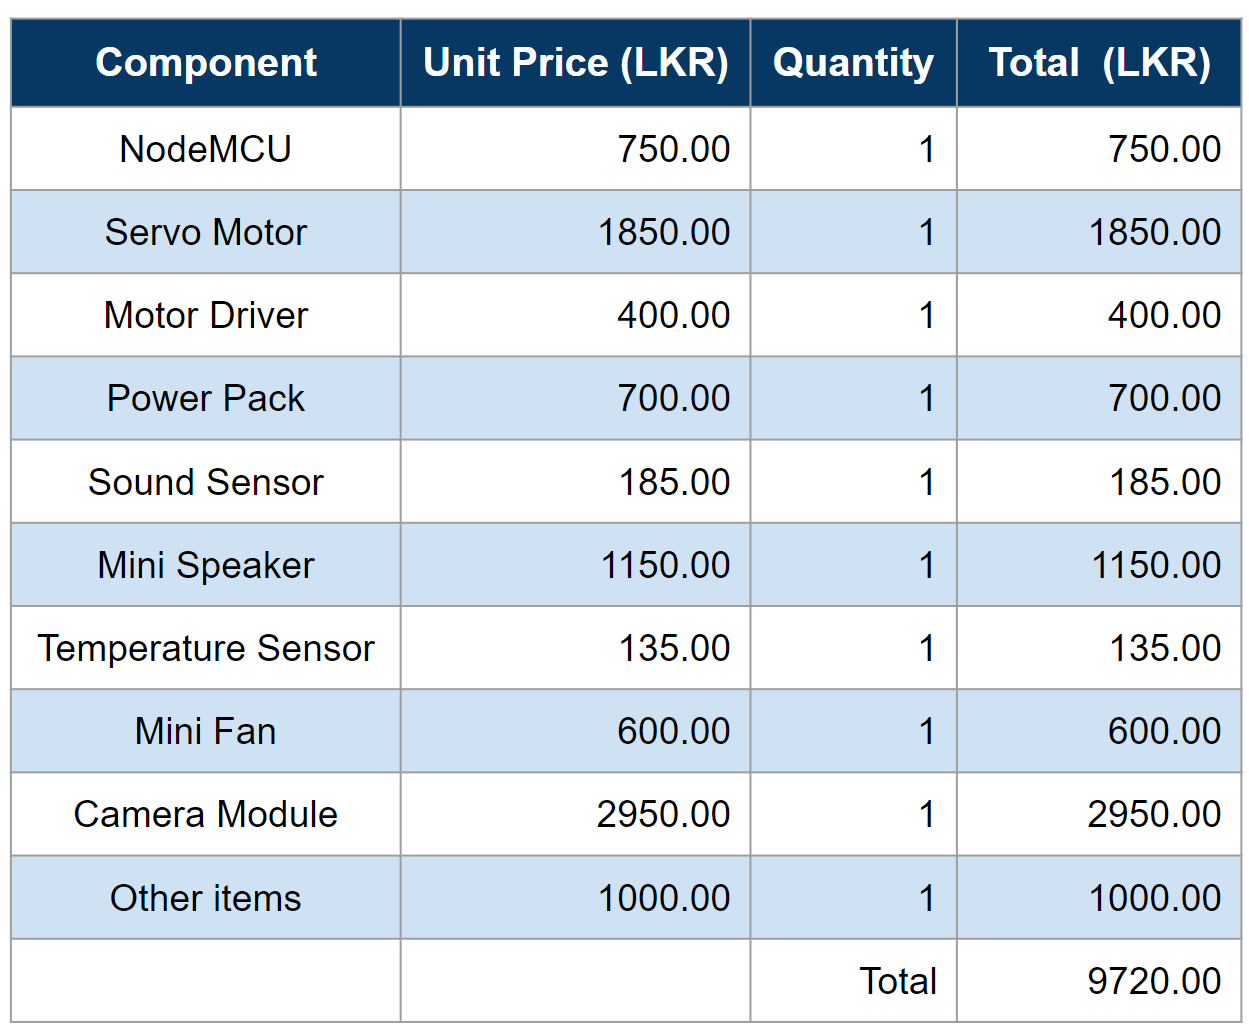 Component Unit Price (LKR) Quantity Total (LKR)
NodeMCU 750.00 1 750.00
Servo Motor 1850.00 1 1850.00
Motor Driver 400.00 1 400.00
Power Pack 700.00 1 700.00
Sound Sensor 185.00 1 185.00
Mini Speaker 1150.00 1 1150.00
Temperature Sensor 135.00 1 135.00
Mini Fan 600.00 1 600.00
Camera Module 2950.00 1 2950.00
Other items 1000.00 1 1000.00
Total 9720.00